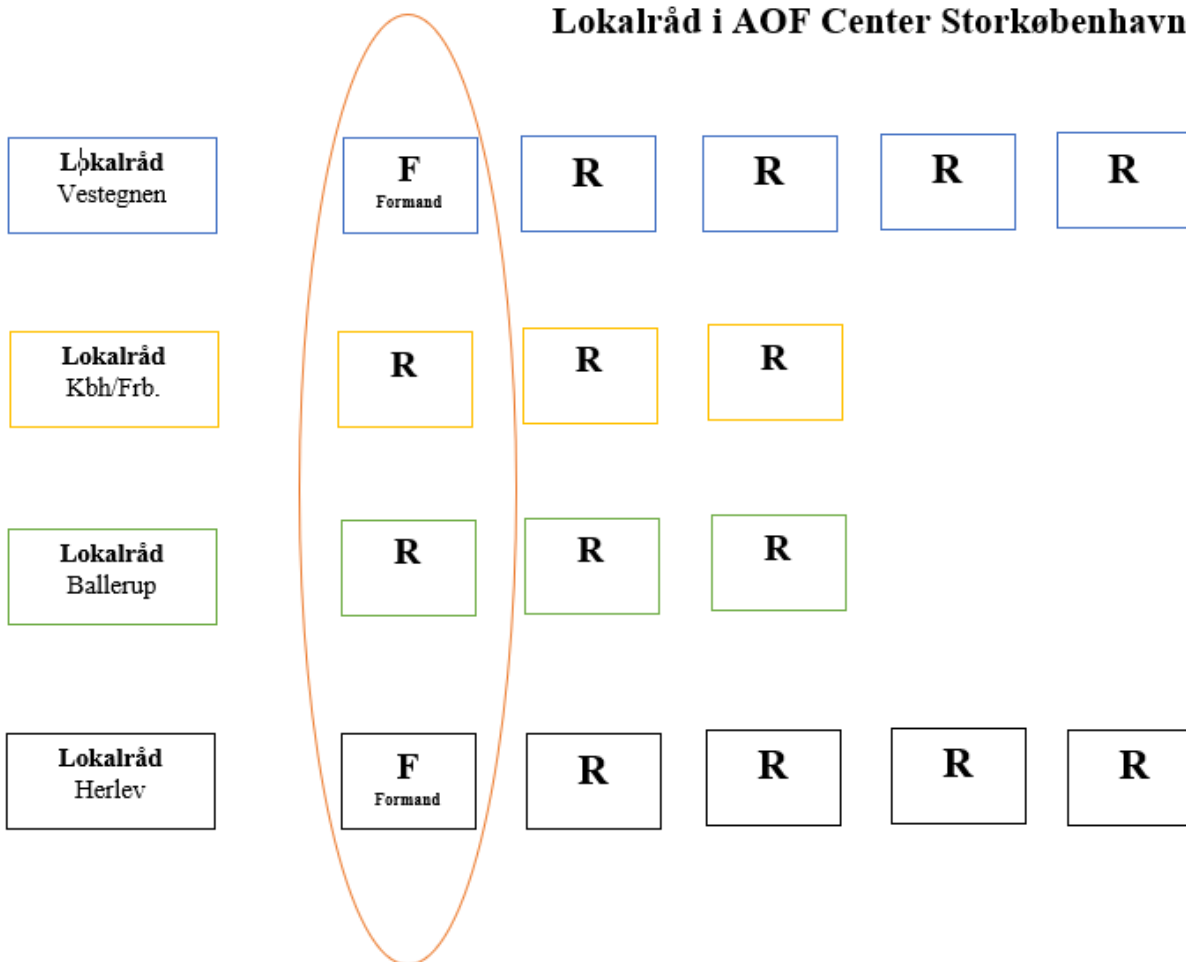 Lokalråd i AOF Center Storkøbenhavn
Lokalråd
Vestegnen
F
Formand
R
R
R
R
Lokalråd
Kbh/Frb.
R
R
R
Lokalråd
Ballerup
R
R
R
Lokalråd
Herlev
F
Formand
R
R
R
R